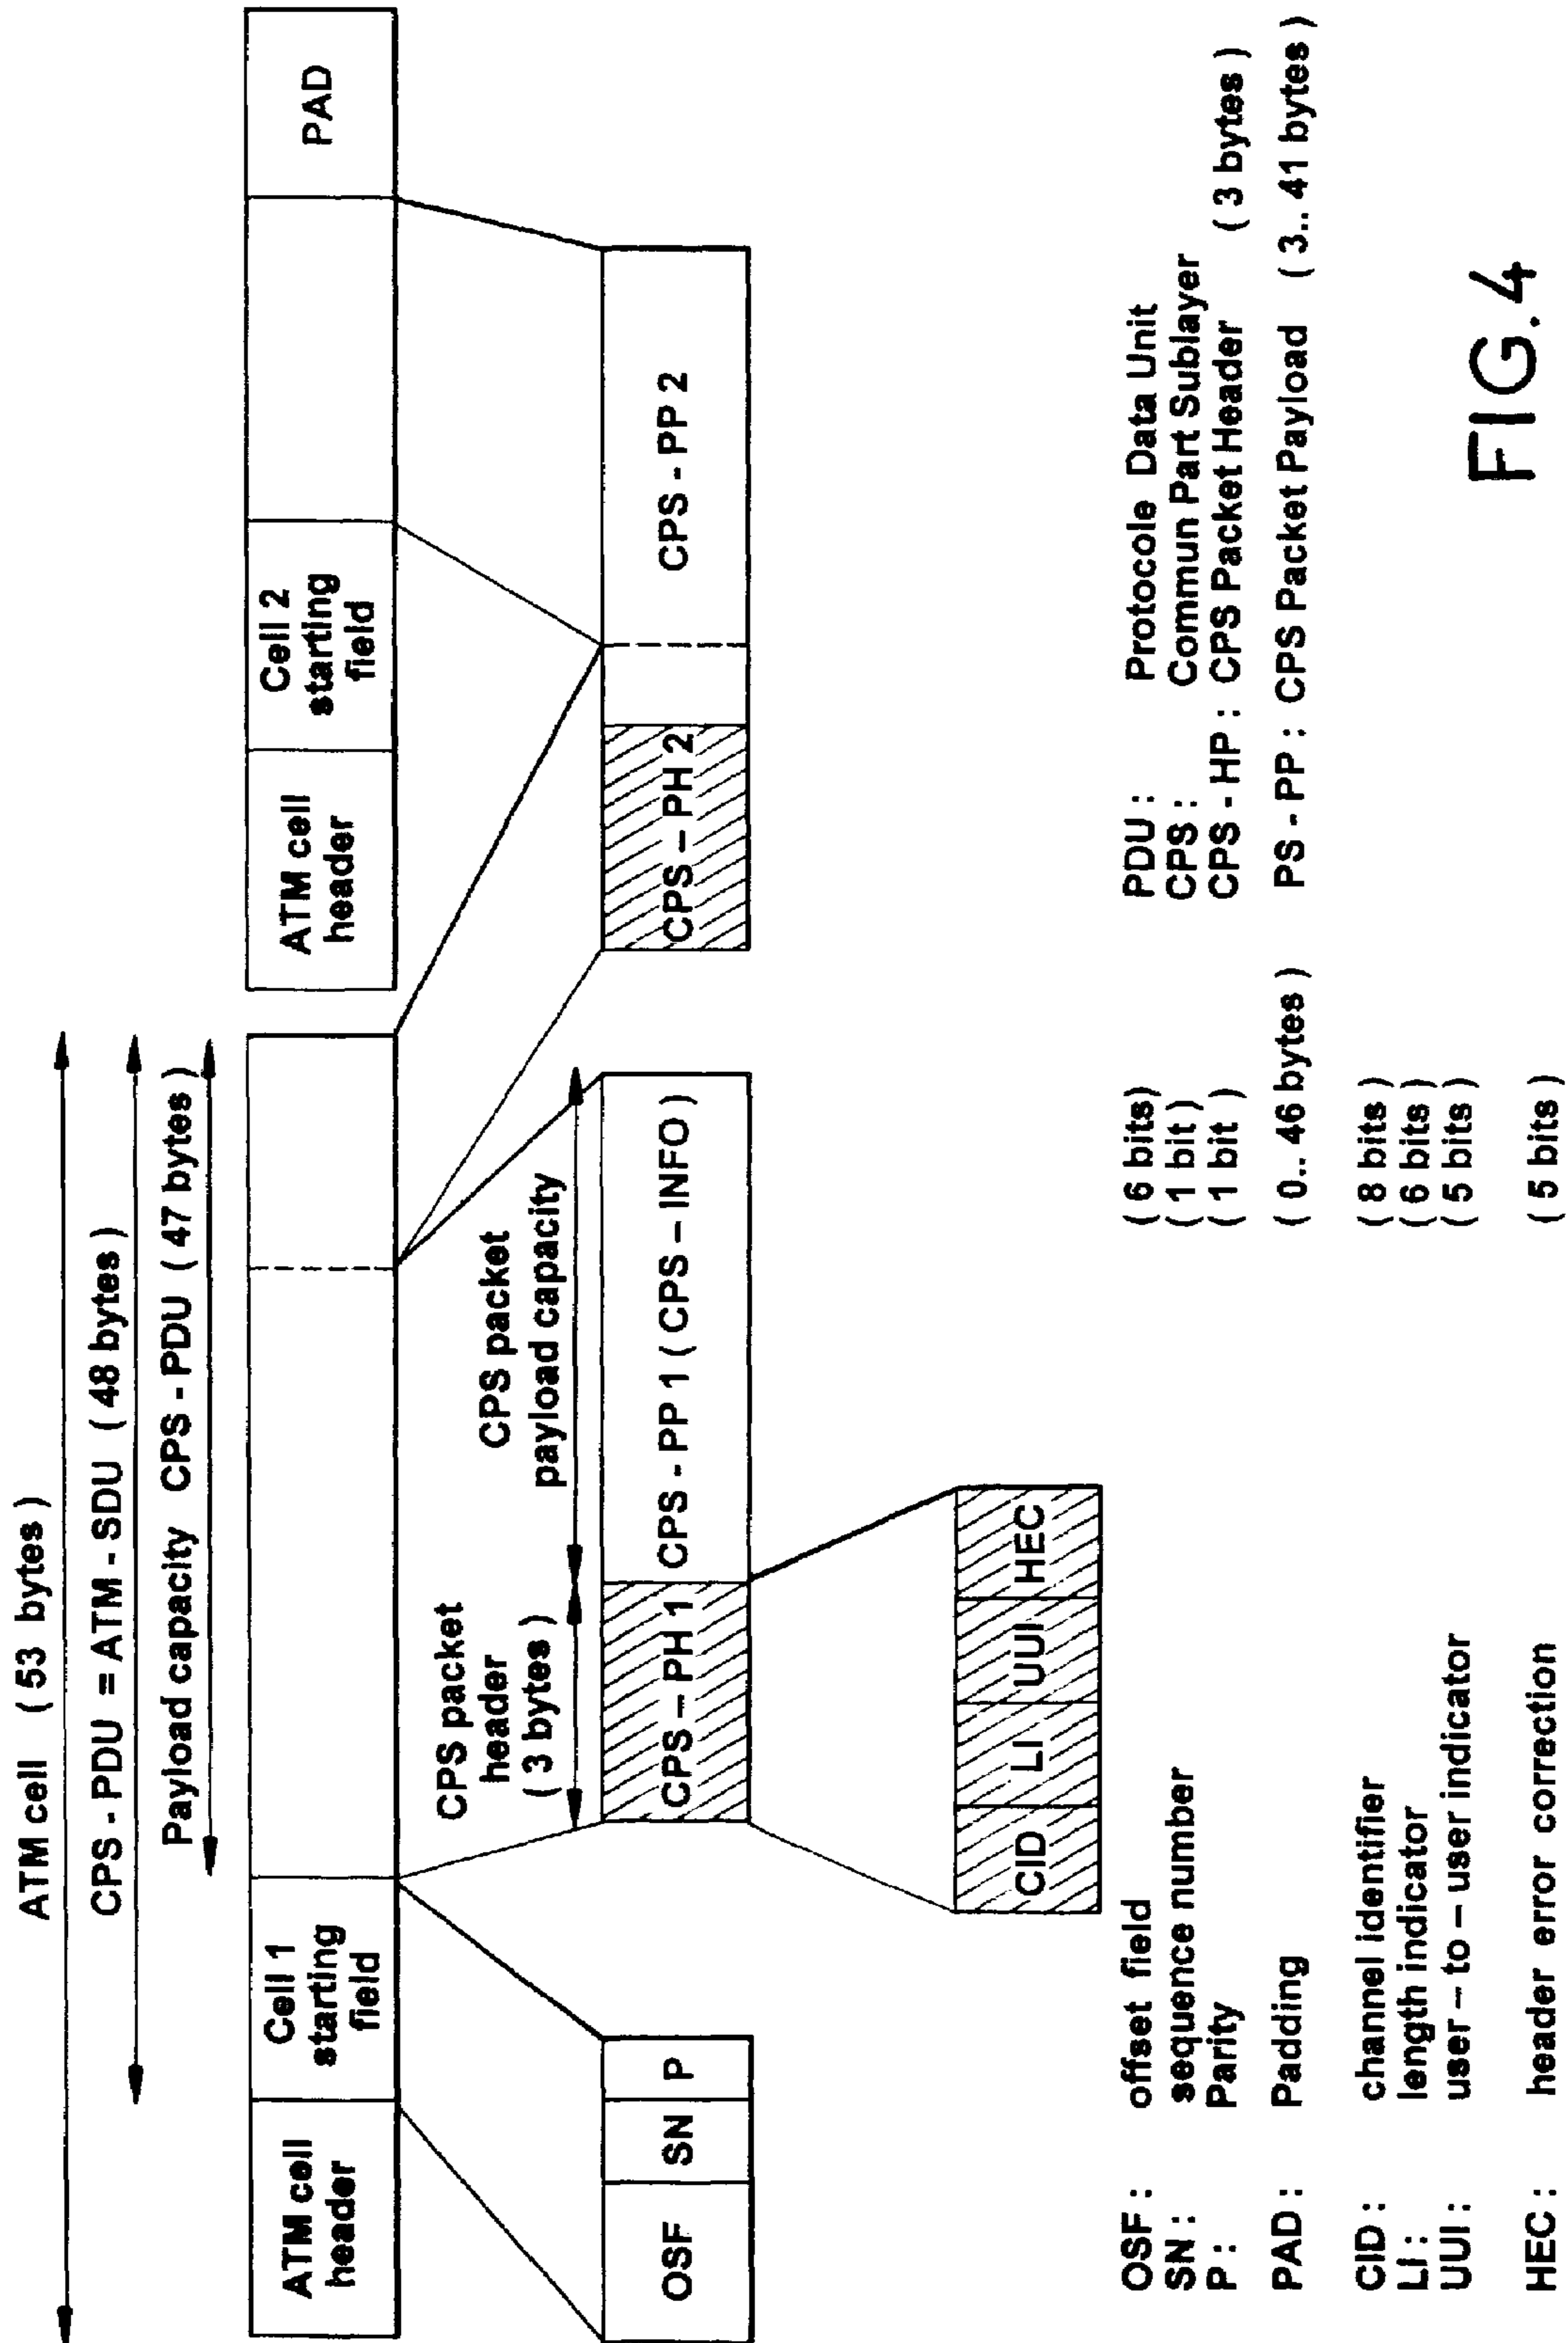 ATM cell ( 53 bytes )
CPS - PDU = ATM - SDU ( 48 bytes )
Payload capacity CPS - PDU ( 47 bytes )
ATM cell
header
Cell 1
starting
field
ATM cell
header
Cell 2
starting
field
PAD
CPS packet
header
( 3 bytes )
CPS packet
payload capacity
OSF
SN
P
CPS – PH 1
CPS - PP 1 ( CPS – INFO )
CPS – PH 2
CPS - PP 2
CID
LI
UUI
HEC
OSF : offset field ( 6 bits)
SN : sequence number ( 1 bit )
P : Parity ( 1 bit )
PAD : Padding ( 0.. 46 bytes )
CID : channel identifier ( 8 bits )
LI : length indicator ( 6 bits )
UUI : user – to – user indicator ( 5 bits )
HEC : header error correction ( 5 bits )
PDU : Protocole Data Unit
CPS : Commun Part Sublayer
CPS - HP : CPS Packet Header ( 3 bytes )
PS - PP : CPS Packet Payload ( 3.. 41 bytes )
FIG.4